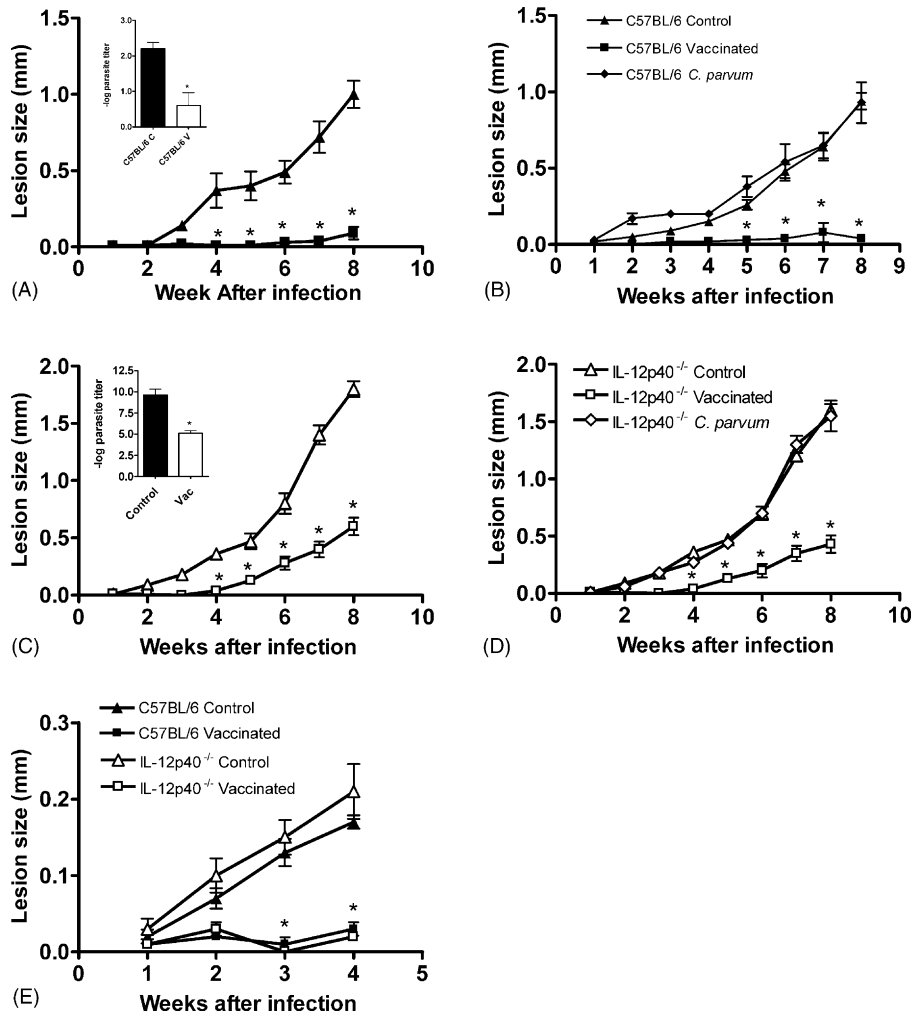 Lesion size (mm)
1.5
1.0
0.5
0.0
0 2 4 6 8 10
Week After infection
(A)
-log parasite titer
3.0
2.0
1.0
0.0
C57BL/6 C
C57BL/6 V
*
* * * * *
Lesion size (mm)
1.5
1.0
0.5
0.0
0 1 2 3 4 5 6 7 8 9
Weeks after infection
(B)
C57BL/6 Control
C57BL/6 Vaccinated
C57BL/6 C. parvum
* * * *
Lesion size (mm)
2.0
1.5
1.0
0.5
0.0
0 2 4 6 8 10
Weeks after infection
(C)
-log parasite titer
12.5
10.0
7.5
5.0
2.5
0.0
Control
Vac
*
* * * * *
Lesion size (mm)
2.0
1.5
1.0
0.5
0.0
0 2 4 6 8 10
Weeks after infection
(D)
IL-12p40 -/- Control
IL-12p40 -/- Vaccinated
IL-12p40 -/- C. parvum
* * * * *
Lesion size (mm)
0.3
0.2
0.1
0.0
0 1 2 3 4 5
Weeks after infection
(E)
C57BL/6 Control
C57BL/6 Vaccinated
IL-12p40 -/- Control
IL-12p40 -/- Vaccinated
* *